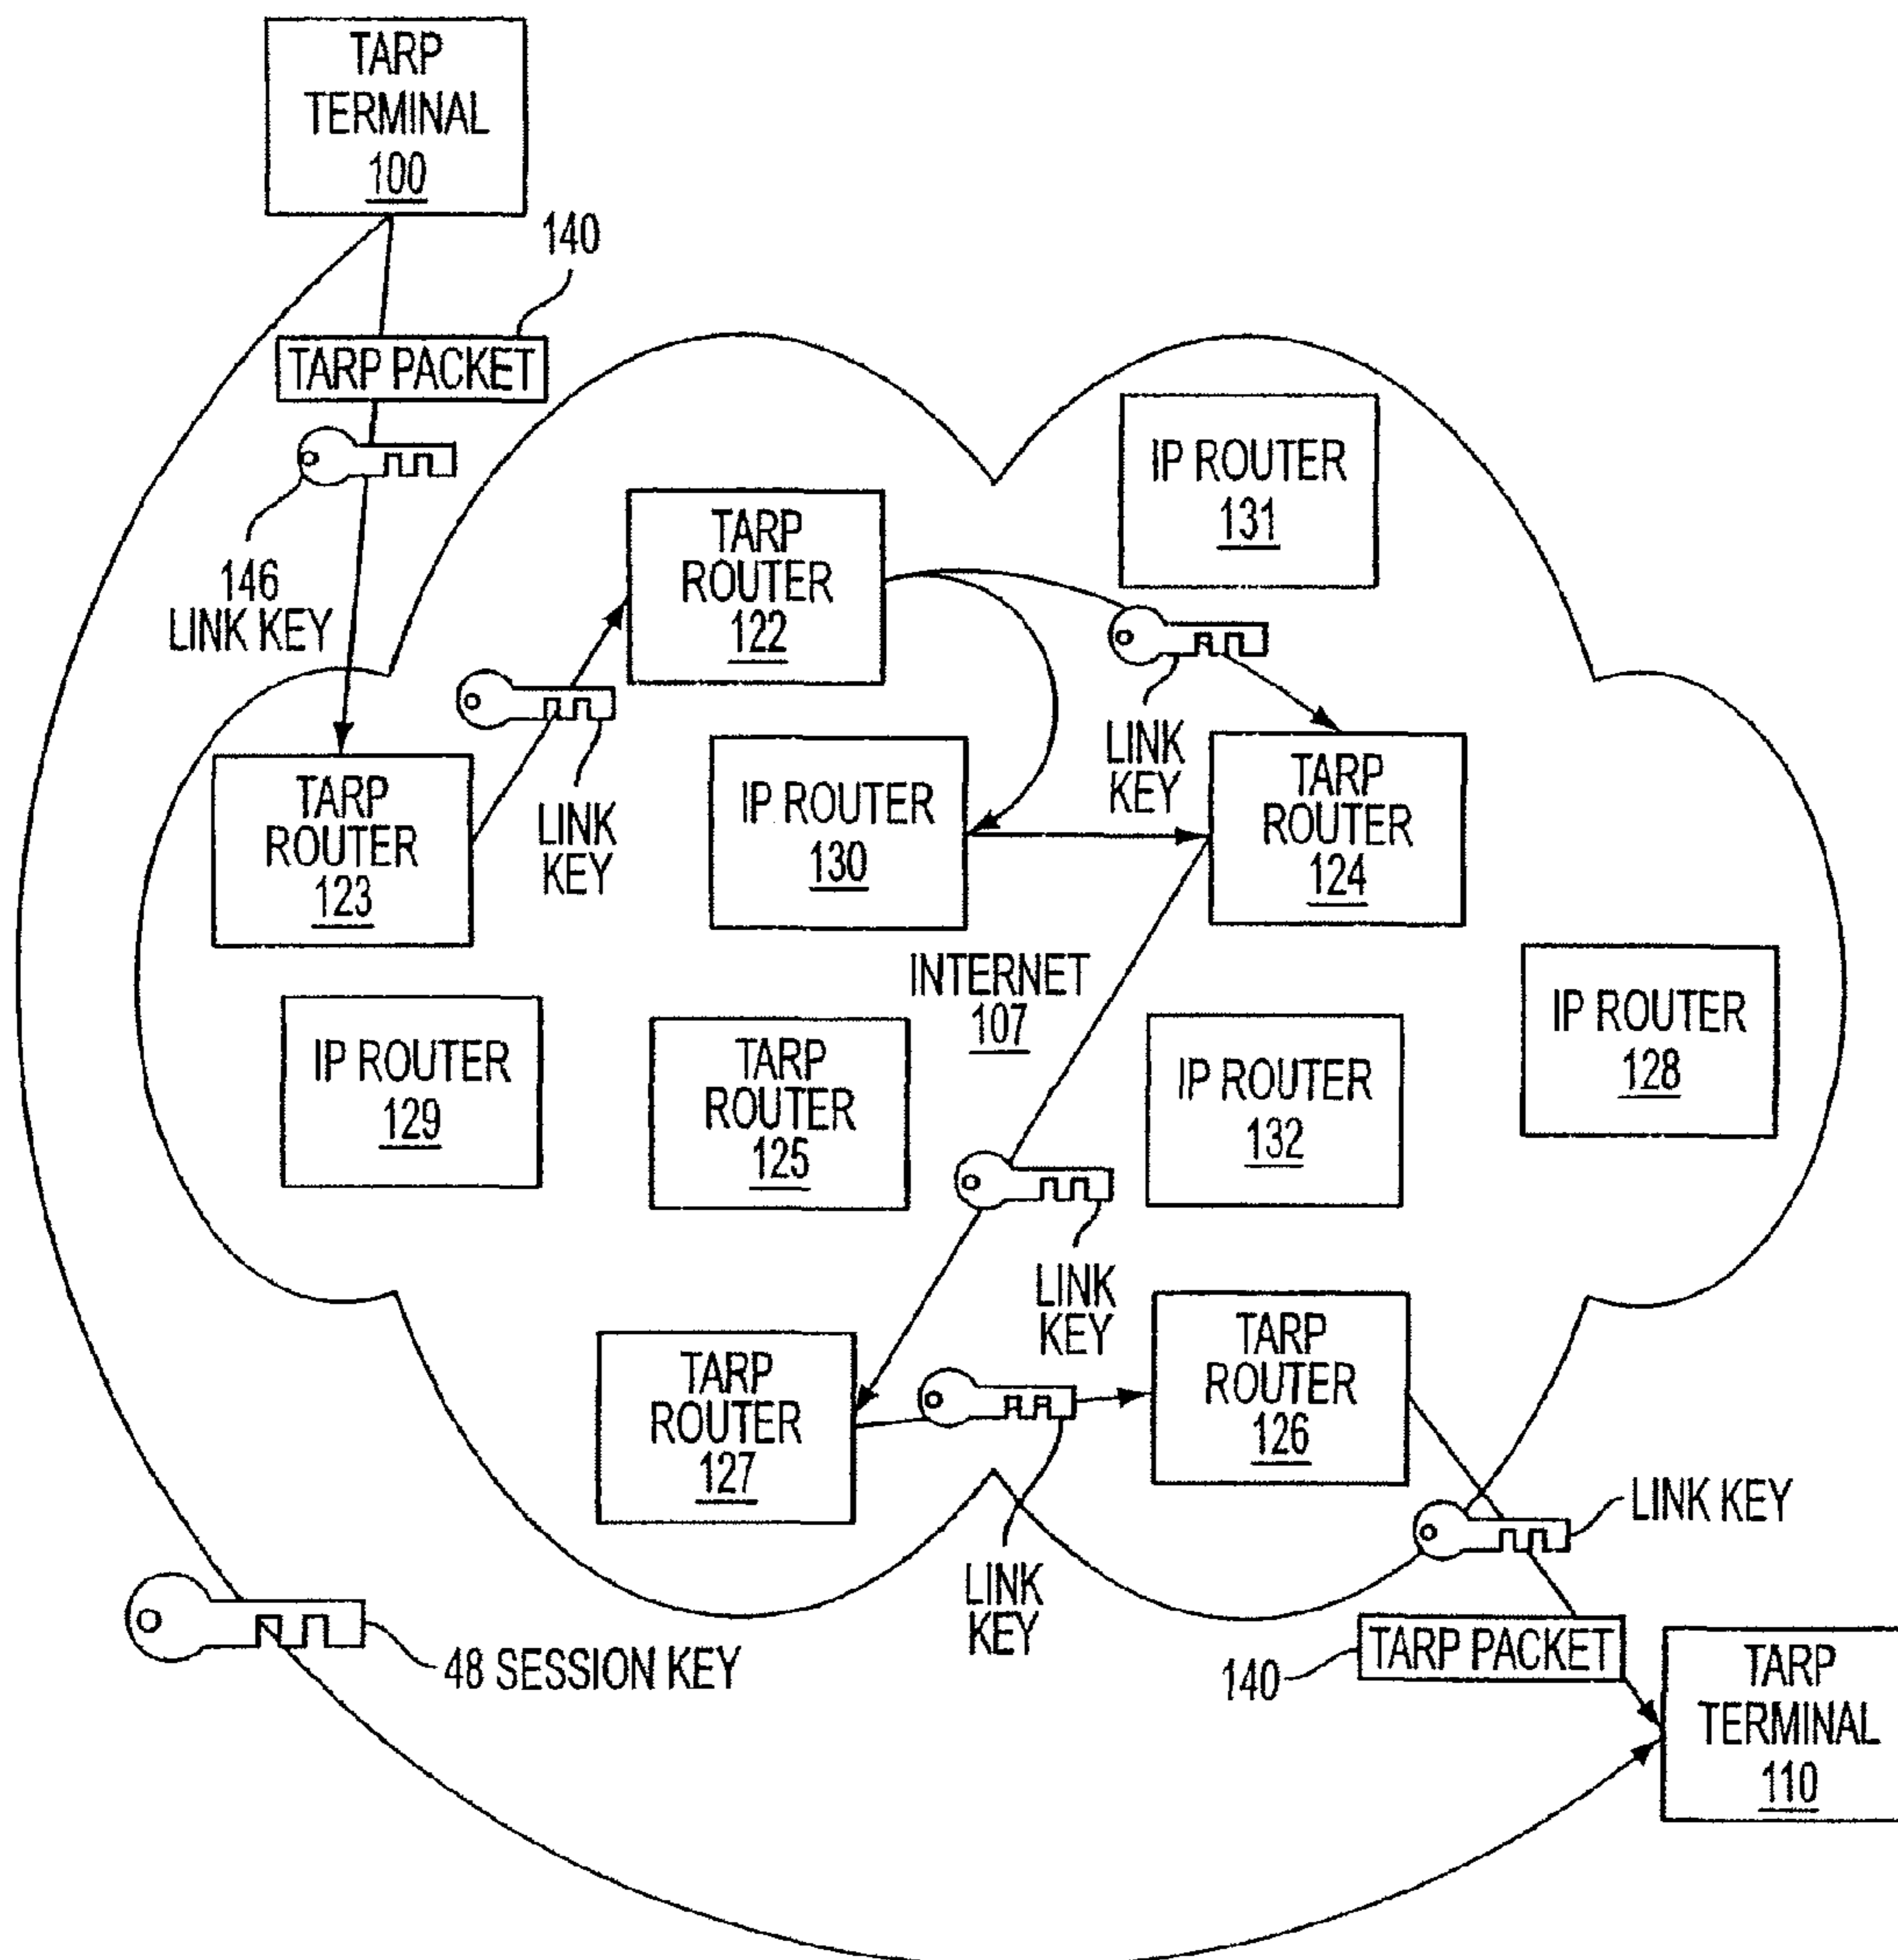 TARP
TERMINAL
100
140
TARP PACKET
146
LINK KEY
IP ROUTER
131
TARP
ROUTER
122
LINK
KEY
LINK
KEY
TARP
ROUTER
123
IP ROUTER
130
TARP
ROUTER
124
INTERNET
107
IP ROUTER
128
IP ROUTER
129
TARP
ROUTER
125
IP ROUTER
132
LINK
KEY
TARP
ROUTER
127
TARP
ROUTER
126
LINK KEY
LINK
KEY
48 SESSION KEY
140
TARP PACKET
TARP
TERMINAL
110